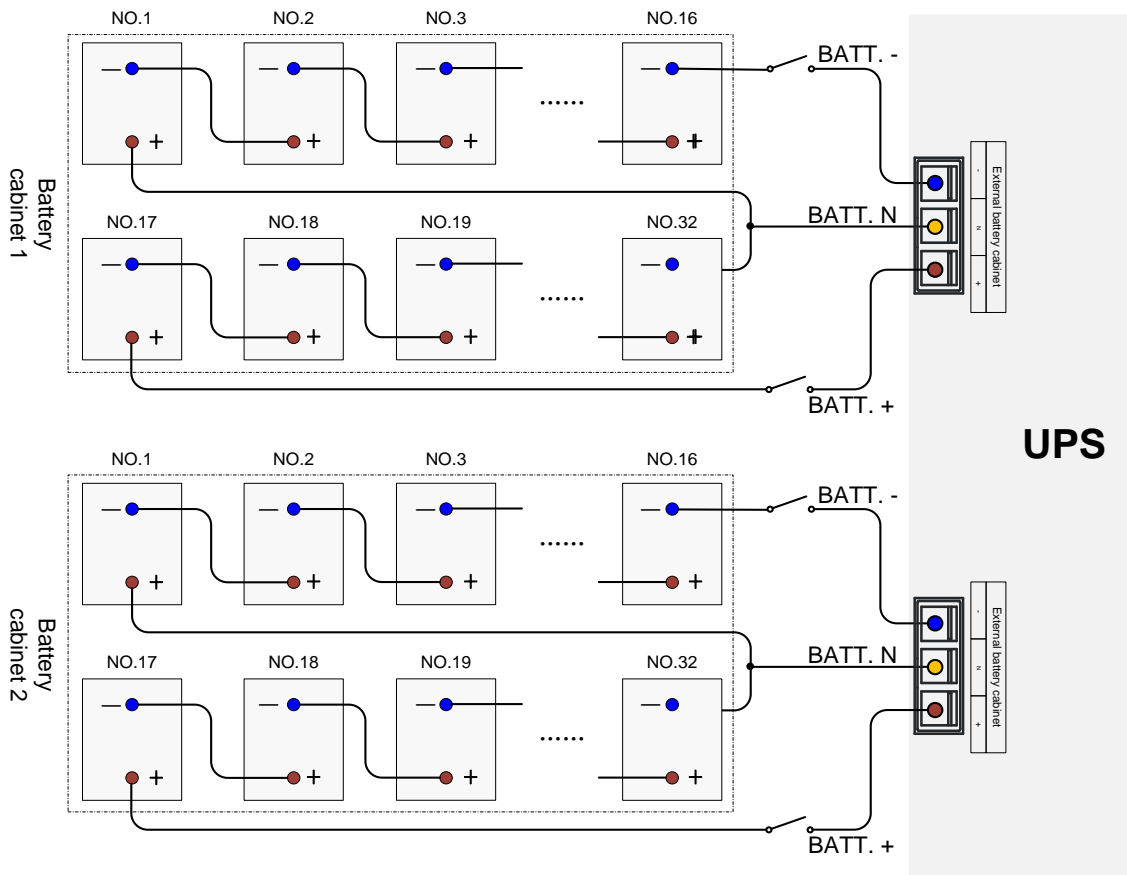 NO.1 NO.2 NO.3 NO.16
— — — —
BATT. -
......
+ + + +
Battery
cabinet 1
External battery cabinet
- N +
BATT. N
NO.17 NO.18 NO.19 NO.32
— — — —
......
+ + + +
BATT. +
UPS
NO.1 NO.2 NO.3 NO.16
— — — —
BATT. -
......
+ + + +
Battery
cabinet 2
External battery cabinet
- N +
BATT. N
NO.17 NO.18 NO.19 NO.32
— — — —
......
+ + + +
BATT. +